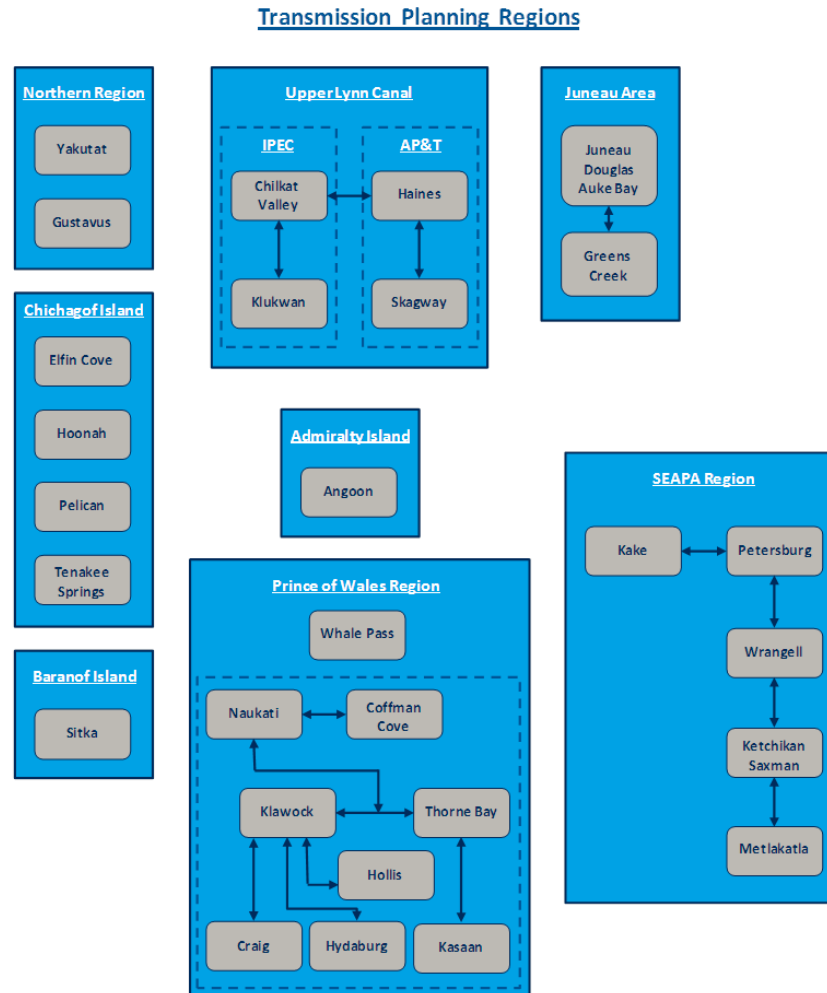 Transmission Planning Regions
Northern Region
Yakutat
Gustavus
Upper Lynn Canal
IPEC
Chilkat
Valley
Klukwan
AP&T
Haines
Skagway
Juneau Area
Juneau
Douglas
Auke Bay
Greens
Creek
Chichagof Island
Elfin Cove
Hoonah
Pelican
Tenakee
Springs
Admiralty Island
Angoon
SEAPA Region
Kake
Petersburg
Wrangell
Ketchikan
Saxman
Metlakatla
Baranof Island
Sitka
Prince of Wales Region
Whale Pass
Naukati
Coffman
Cove
Klawock
Thorne Bay
Hollis
Craig
Hydaburg
Kasaan